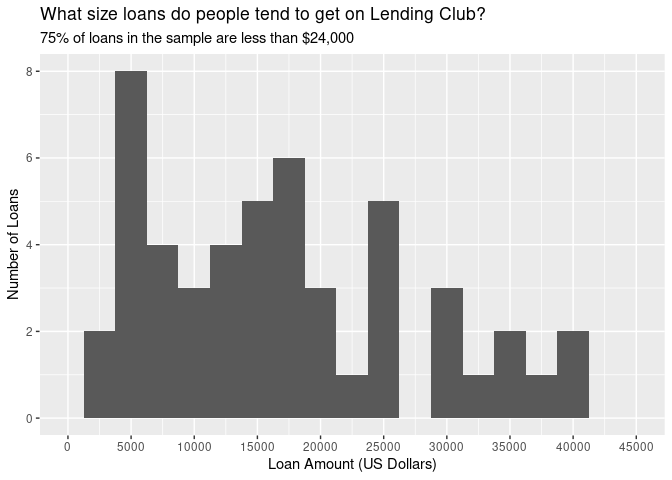 What size loans do people tend to get on Lending Club?
75% of loans in the sample are less than $24,000
8
6
4
2
0
Number of Loans
0 5000 10000 15000 20000 25000 30000 35000 40000 45000
Loan Amount (US Dollars)